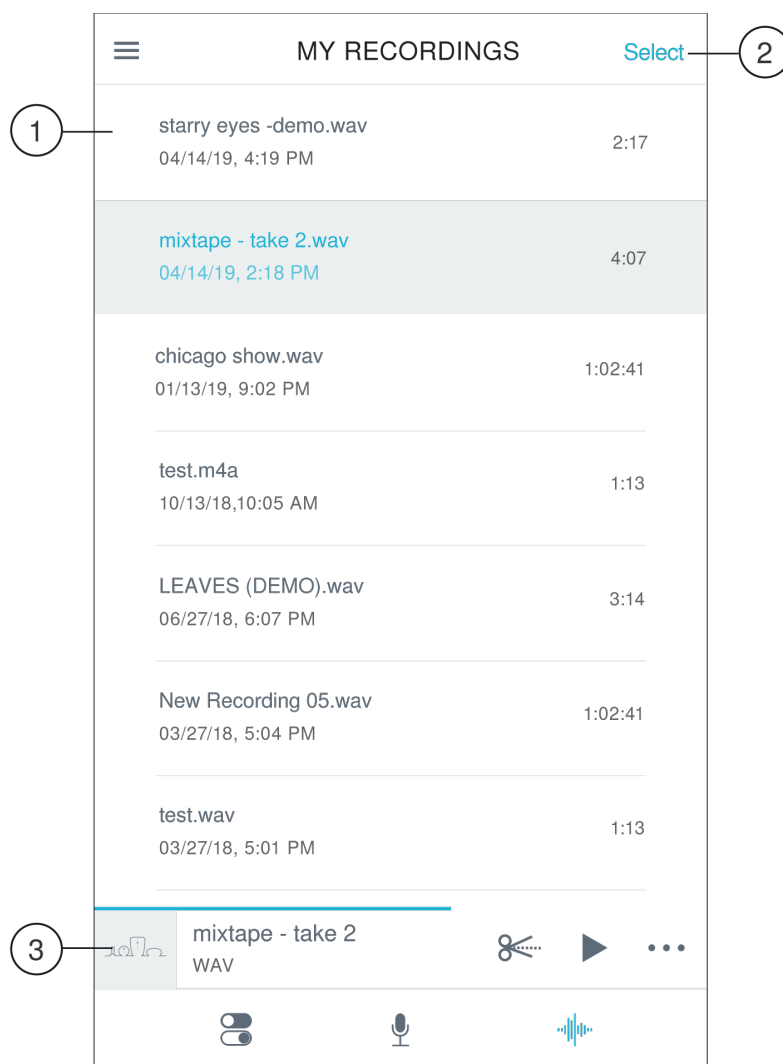 MY RECORDINGS
Select
2
1
starry eyes -demo.wav
04/14/19, 4:19 PM
2:17
mixtape - take 2.wav
04/14/19, 2:18 PM
4:07
chicago show.wav
01/13/19, 9:02 PM
1:02:41
test.m4a
10/13/18,10:05 AM
1:13
LEAVES (DEMO).wav
06/27/18, 6:07 PM
3:14
New Recording 05.wav
03/27/18, 5:04 PM
1:02:41
test.wav
03/27/18, 5:01 PM
1:13
3
mixtape - take 2
WAV